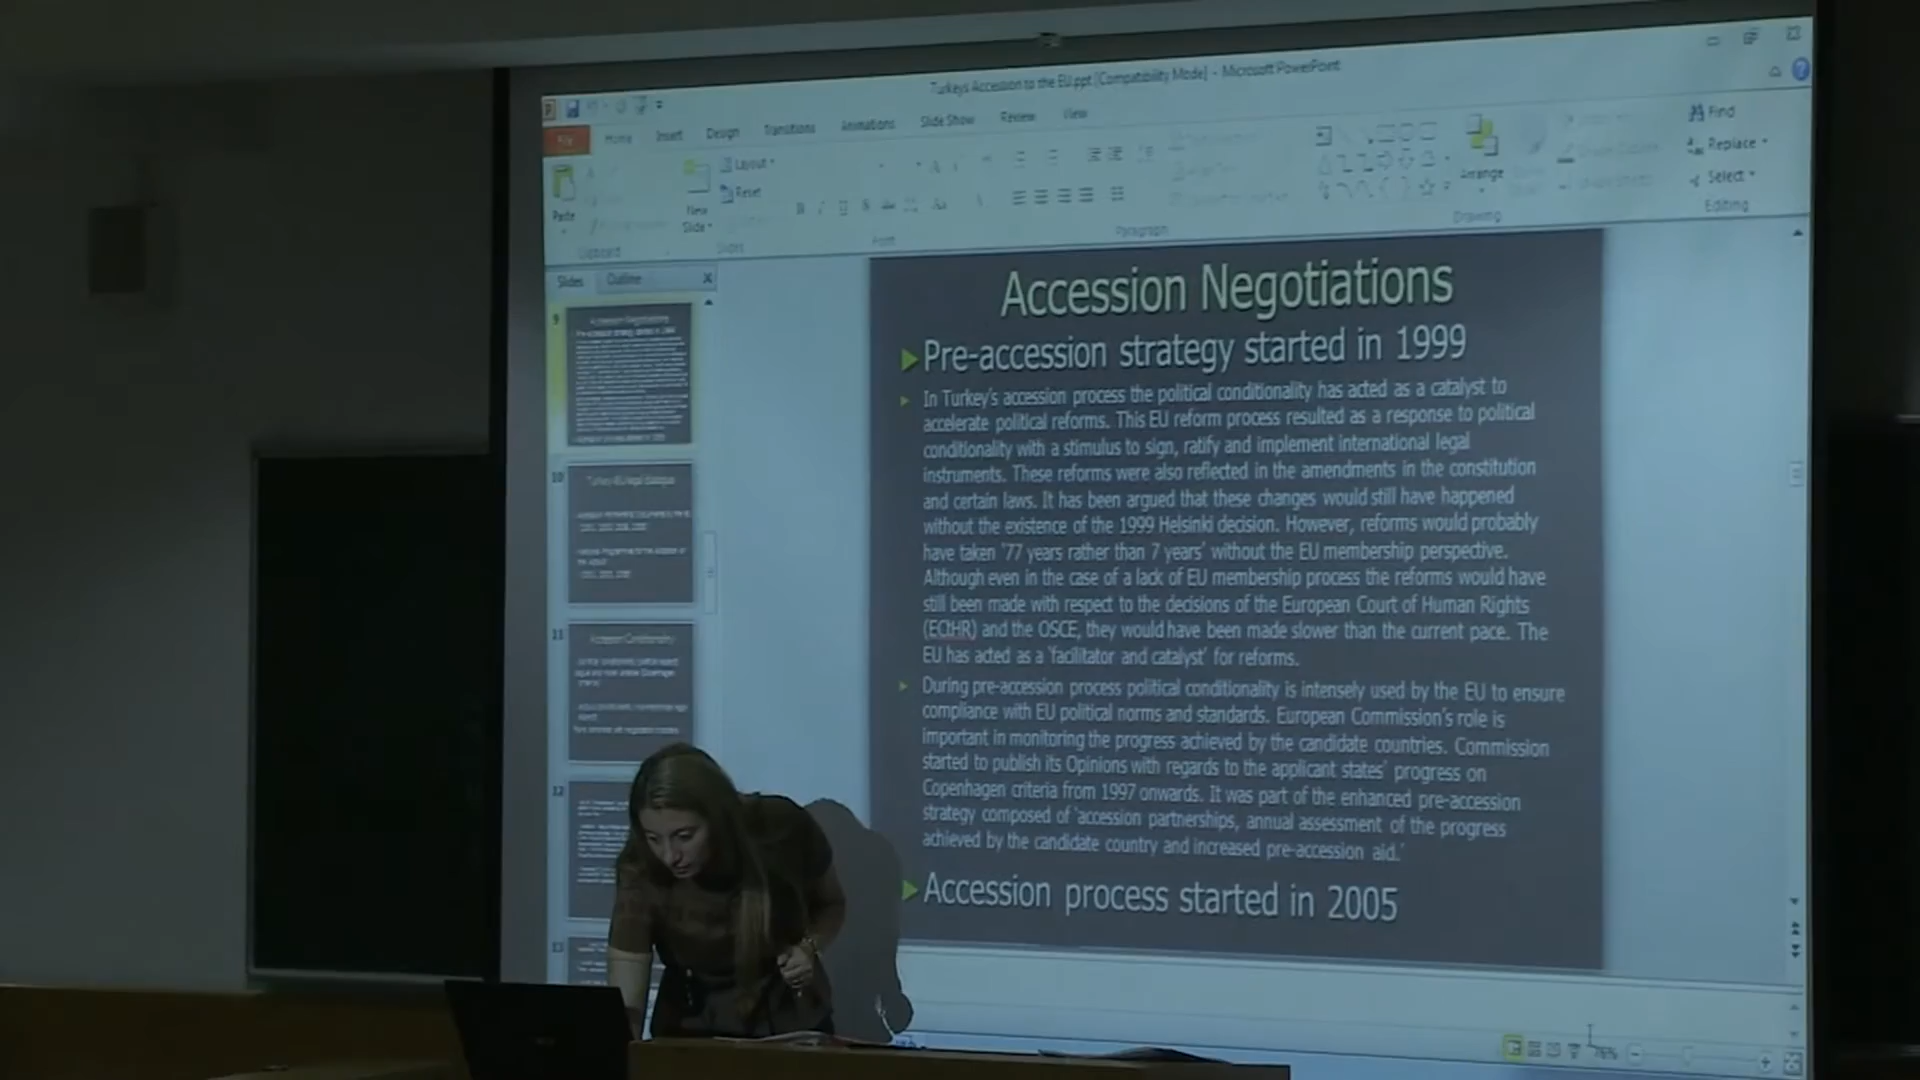 Turkeys Accession to the EU.ppt [Compatibility Mode] - Microsoft PowerPoint
File Home Insert Design Transitions Animations Slide Show Review View
Paste
New Slide
Layout
Reset
Arrange
Find
Replace
Select
Clipboard Slides Font Paragraph Drawing Editing
Slides Outline
9
Accession Negotiations
10
Turkey-EU legal dialogue
11
Accession Conditionality
12
13
Accession Negotiations
Pre-accession strategy started in 1999
In Turkey's accession process the political conditionality has acted as a catalyst to
accelerate political reforms. This EU reform process resulted as a response to political
conditionality with a stimulus to sign, ratify and implement international legal
instruments. These reforms were also reflected in the amendments in the constitution
and certain laws. It has been argued that these changes would still have happened
without the existence of the 1999 Helsinki decision. However, reforms would probably
have taken '77 years rather than 7 years' without the EU membership perspective.
Although even in the case of a lack of EU membership process the reforms would have
still been made with respect to the decisions of the European Court of Human Rights
(ECtHR) and the OSCE, they would have been made slower than the current pace. The
EU has acted as a 'facilitator and catalyst' for reforms.
During pre-accession process political conditionality is intensely used by the EU to ensure
compliance with EU political norms and standards. European Commission's role is
important in monitoring the progress achieved by the candidate countries. Commission
started to publish its Opinions with regards to the applicant states' progress on
Copenhagen criteria from 1997 onwards. It was part of the enhanced pre-accession
strategy composed of 'accession partnerships, annual assessment of the progress
achieved by the candidate country and increased pre-accession aid.'
Accession process started in 2005
76%